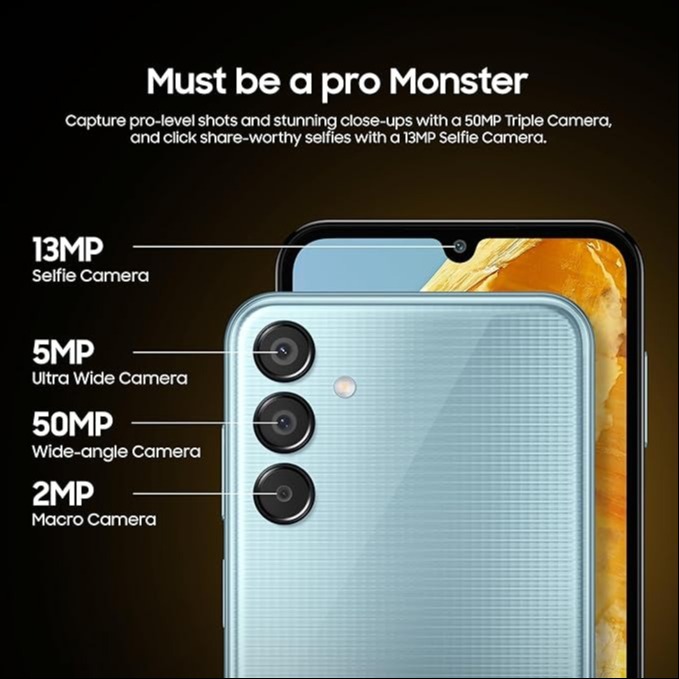 Must be a pro Monster
Capture pro-level shots and stunning close-ups with a 50MP Triple Camera,
and click share-worthy selfies with a 13MP Selfie Camera.
13MP
Selfie Camera
5MP
Ultra Wide Camera
50MP
Wide-angle Camera
2MP
Macro Camera